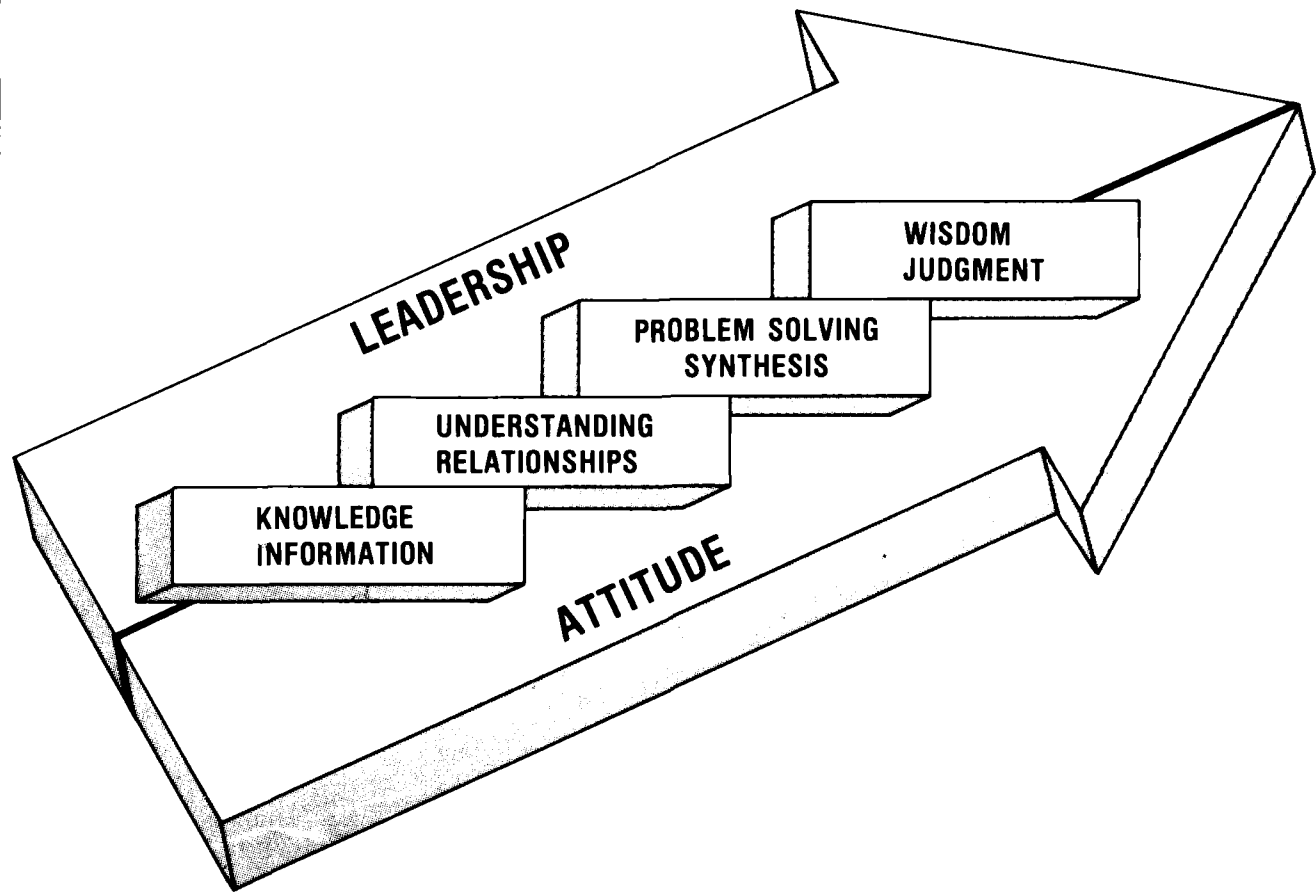 LEADERSHIP
WISDOM
JUDGMENT
PROBLEM SOLVING
SYNTHESIS
UNDERSTANDING
RELATIONSHIPS
KNOWLEDGE
INFORMATION
ATTITUDE